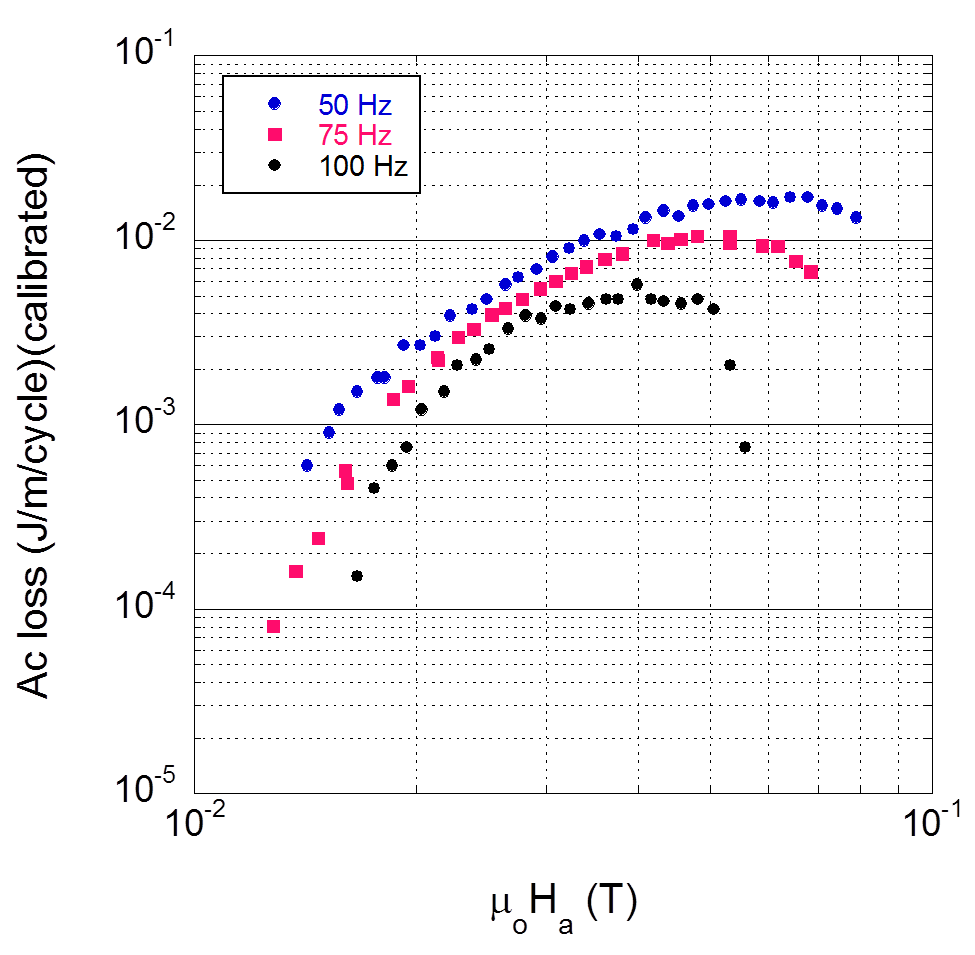 10-1
50 Hz
75 Hz
100 Hz
10-2
10-3
10-4
10-5
10-2
10-1
Ac loss (J/m/cycle)(calibrated)
μoHa (T)